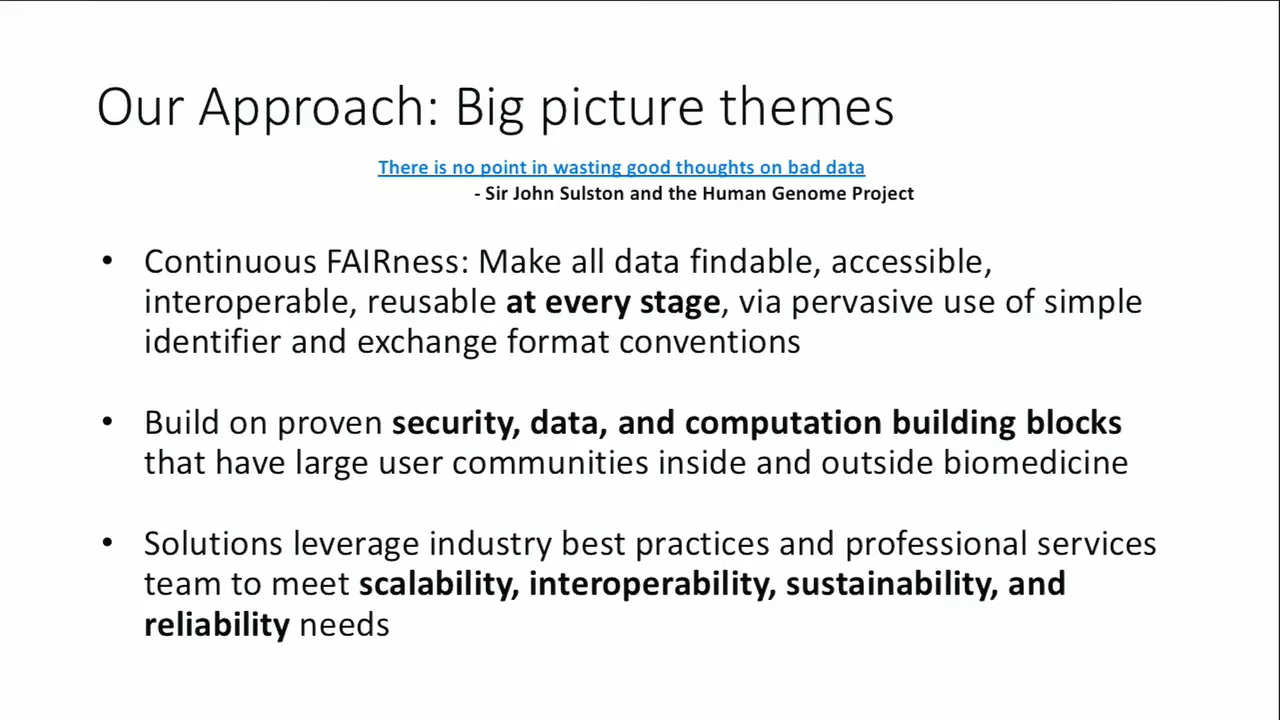 Our Approach: Big picture themes
There is no point in wasting good thoughts on bad data
- Sir John Sulston and the Human Genome Project
• Continuous FAIRness: Make all data findable, accessible,
interoperable, reusable at every stage, via pervasive use of simple
identifier and exchange format conventions
• Build on proven security, data, and computation building blocks
that have large user communities inside and outside biomedicine
• Solutions leverage industry best practices and professional services
team to meet scalability, interoperability, sustainability, and
reliability needs